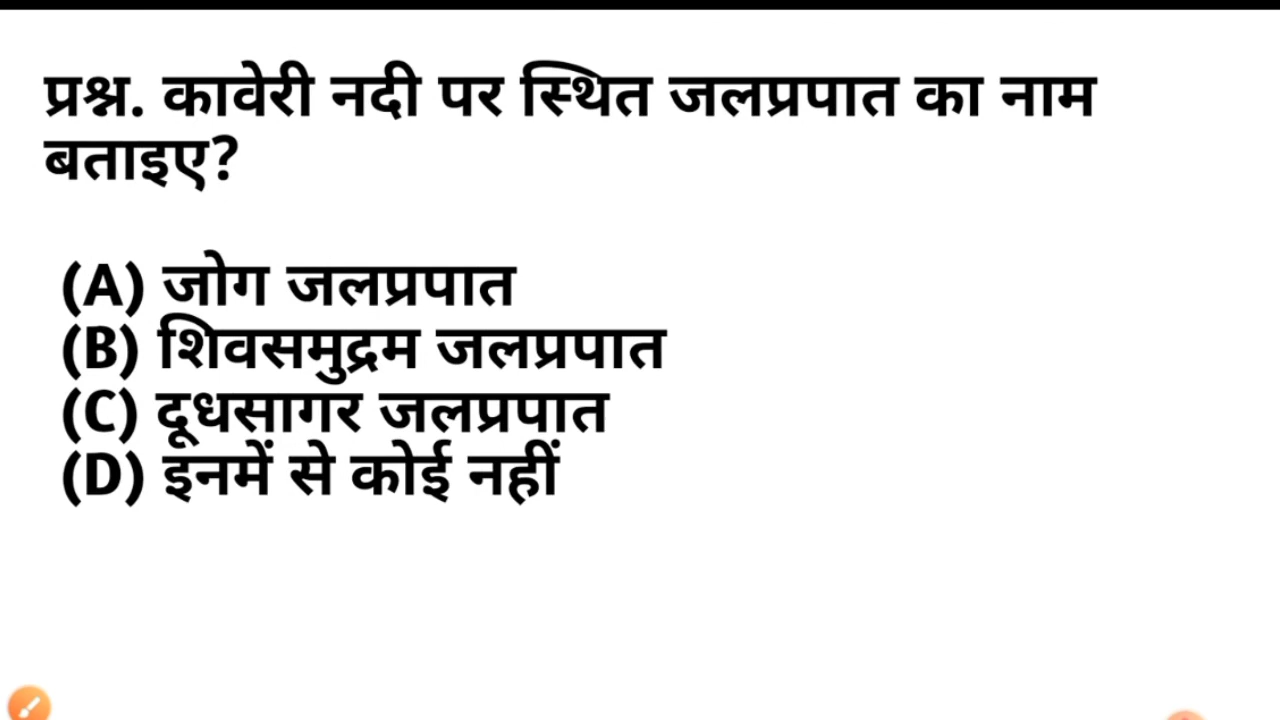 प्रश्न. कावेरी नदी पर स्थित जलप्रपात का नाम
बताइए?
(A) जोग जलप्रपात
(B) शिवसमुद्रम जलप्रपात
(C) दूधसागर जलप्रपात
(D) इनमें से कोई नहीं